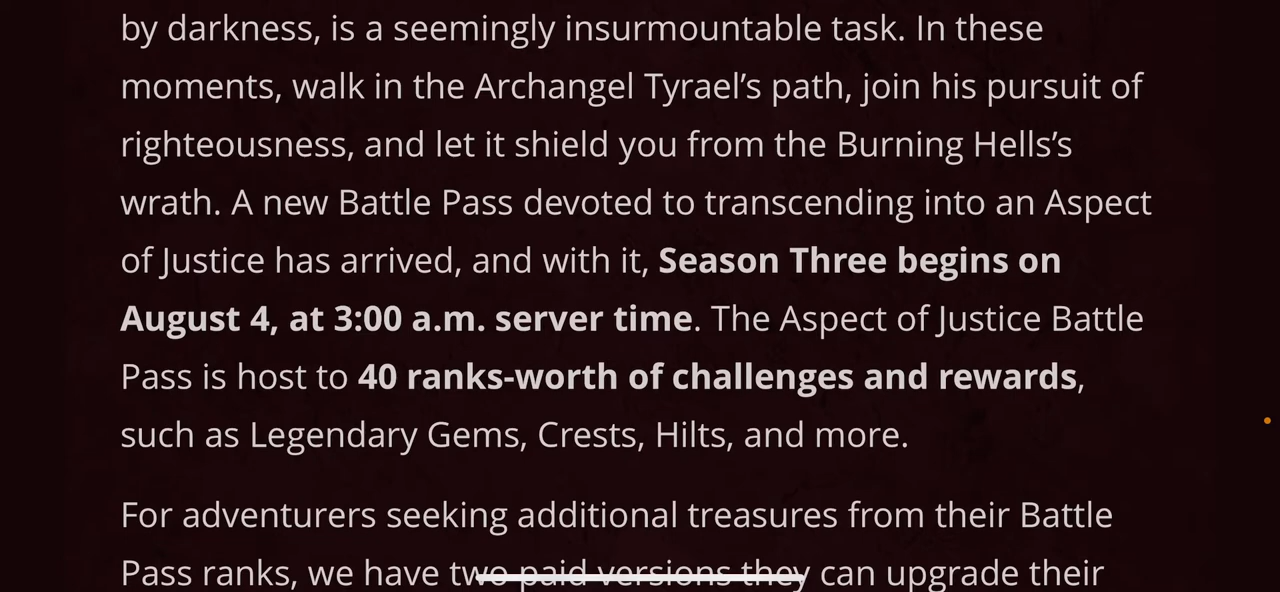 by darkness, is a seemingly insurmountable task. In these
moments, walk in the Archangel Tyrael’s path, join his pursuit of
righteousness, and let it shield you from the Burning Hells’s
wrath. A new Battle Pass devoted to transcending into an Aspect
of Justice has arrived, and with it, Season Three begins on
August 4, at 3:00 a.m. server time. The Aspect of Justice Battle
Pass is host to 40 ranks-worth of challenges and rewards,
such as Legendary Gems, Crests, Hilts, and more.
For adventurers seeking additional treasures from their Battle
Pass ranks, we have two paid versions they can upgrade their